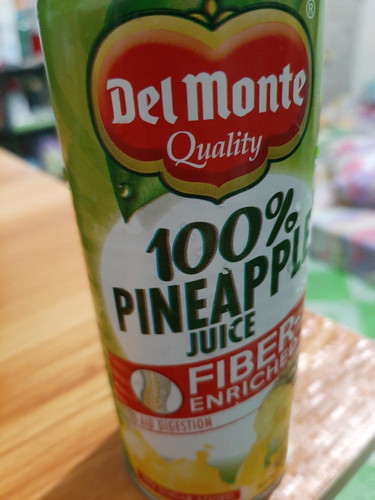 Del Monte
®
Quality
100%
PINEAPPLE
JUICE
FIBER-
ENRICHED
AID DIGESTION